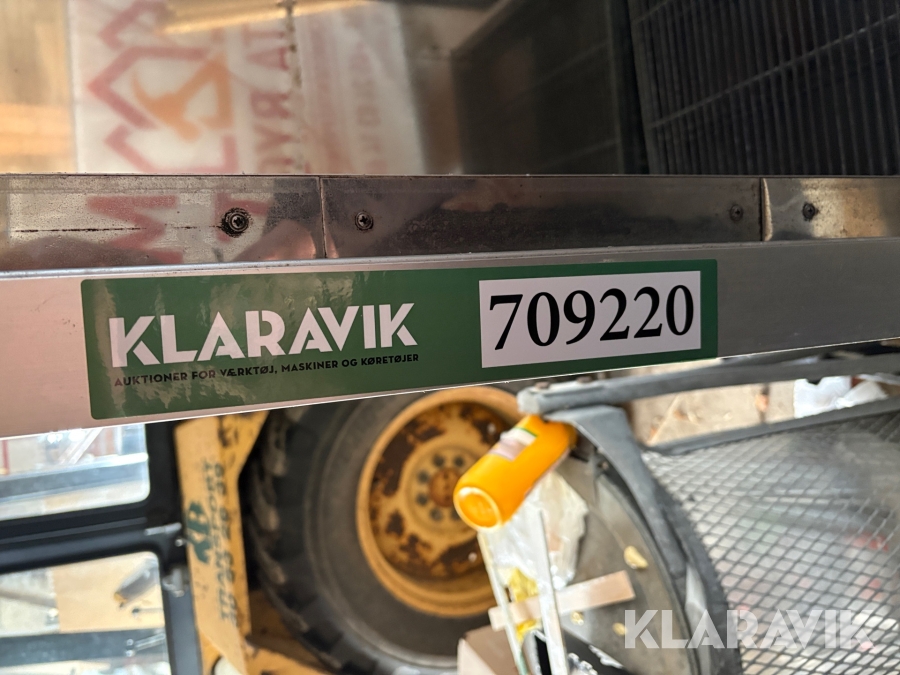 KLARAVIK
AUKTIONER FOR VÆRKTØJ, MASKINER OG KØRETØJER
709220
KLARAVIK